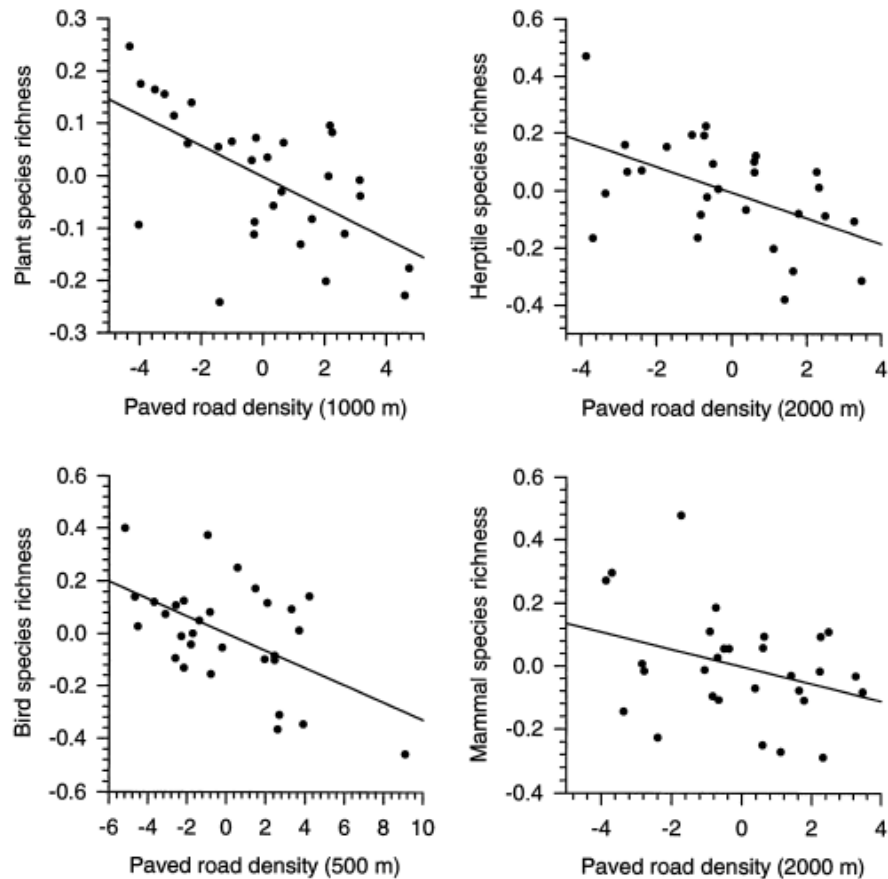 0.3
0.2
0.1
0.0
-0.1
-0.2
-0.3
Plant species richness
-4 -2 0 2 4
Paved road density (1000 m)
0.6
0.4
0.2
0.0
-0.2
-0.4
Herptile species richness
-4 -2 0 2 4
Paved road density (2000 m)
0.6
0.4
0.2
0.0
-0.2
-0.4
-0.6
Bird species richness
-6 -4 -2 0 2 4 6 8 10
Paved road density (500 m)
0.6
0.4
0.2
0.0
-0.2
-0.4
Mammal species richness
-4 -2 0 2 4
Paved road density (2000 m)